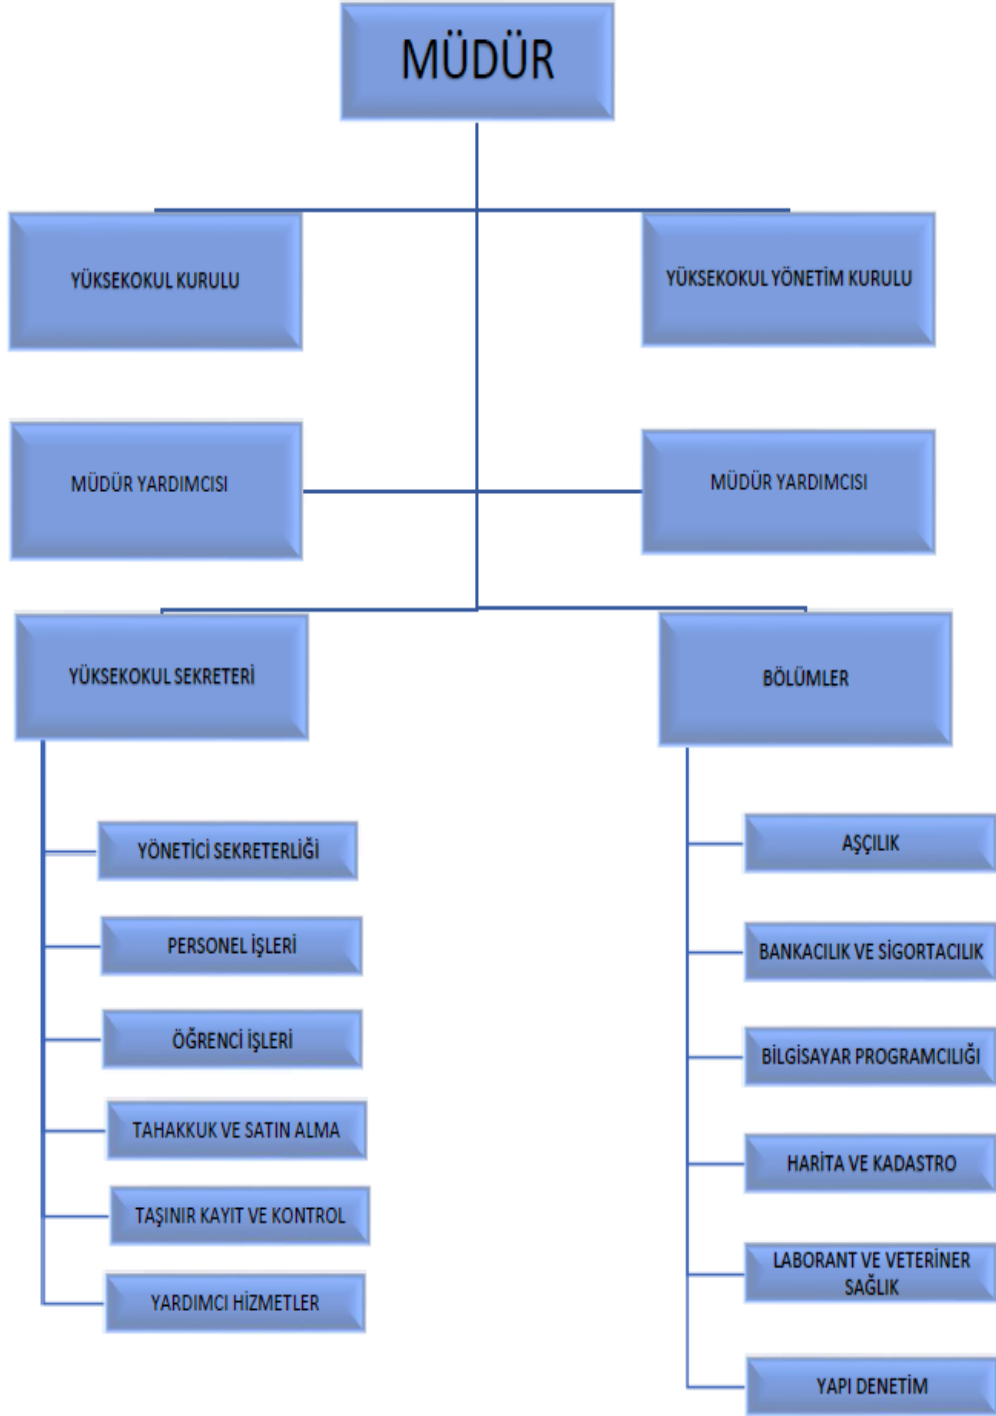 MÜDÜR
YÜKSEKOKUL KURULU
YÜKSEKOKUL YÖNETİM KURULU
MÜDÜR YARDIMCISI
MÜDÜR YARDIMCISI
YÜKSEKOKUL SEKRETERİ
BÖLÜMLER
YÖNETİCİ SEKRETERLİĞİ
PERSONEL İŞLERİ
ÖĞRENCİ İŞLERİ
TAHAKKUK VE SATIN ALMA
TAŞINIR KAYIT VE KONTROL
YARDIMCI HİZMETLER
AŞÇILIK
BANKACILIK VE SİGORTACILIK
BİLGİSAYAR PROGRAMCILIĞI
HARİTA VE KADASTRO
LABORANT VE VETERİNER
SAĞLIK
YAPI DENETİM